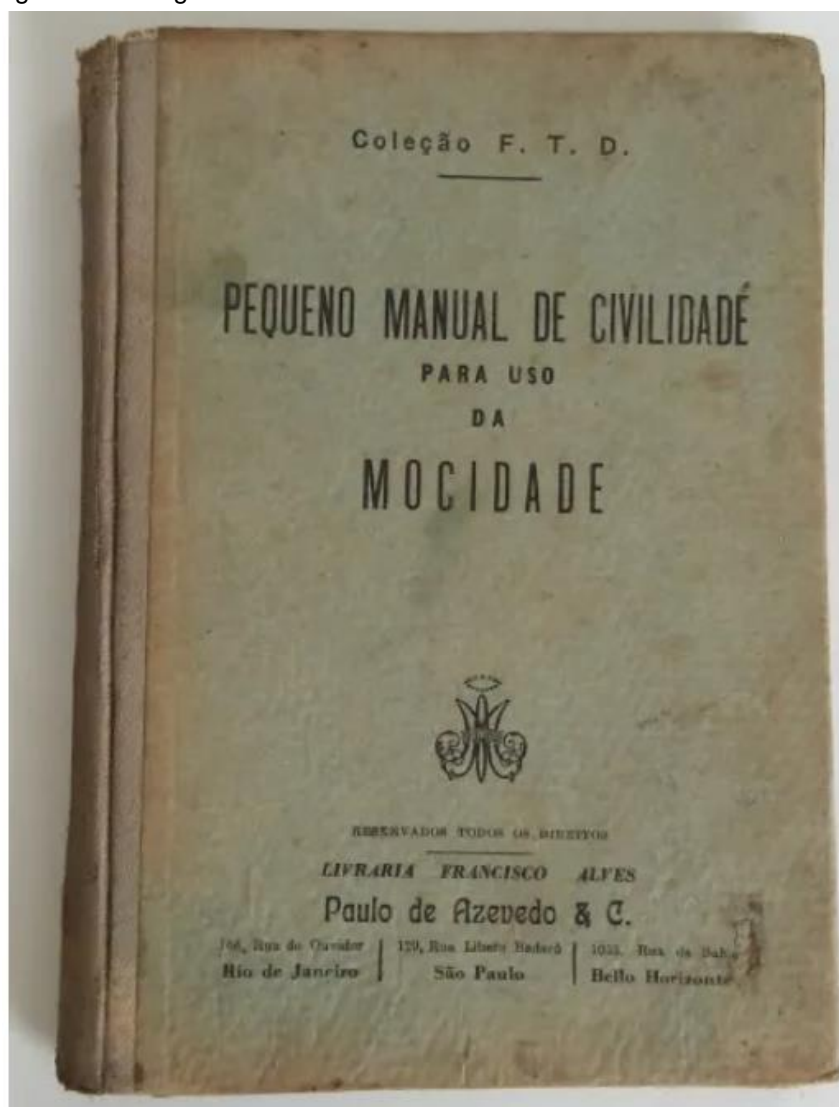 Coleção F. T. D.
PEQUENO MANUAL DE CIVILIDADE
PARA USO
DA
MOCIDADE
RESERVADOS TODOS OS DIREITOS
LIVRARIA FRANCISCO ALVES
Paulo de Azevedo & C.
Rua do Ouvidor | 129, Rua Libero Badaró | 1055, Rua da Bahia
Rio de Janeiro | São Paulo | Bello Horizonte